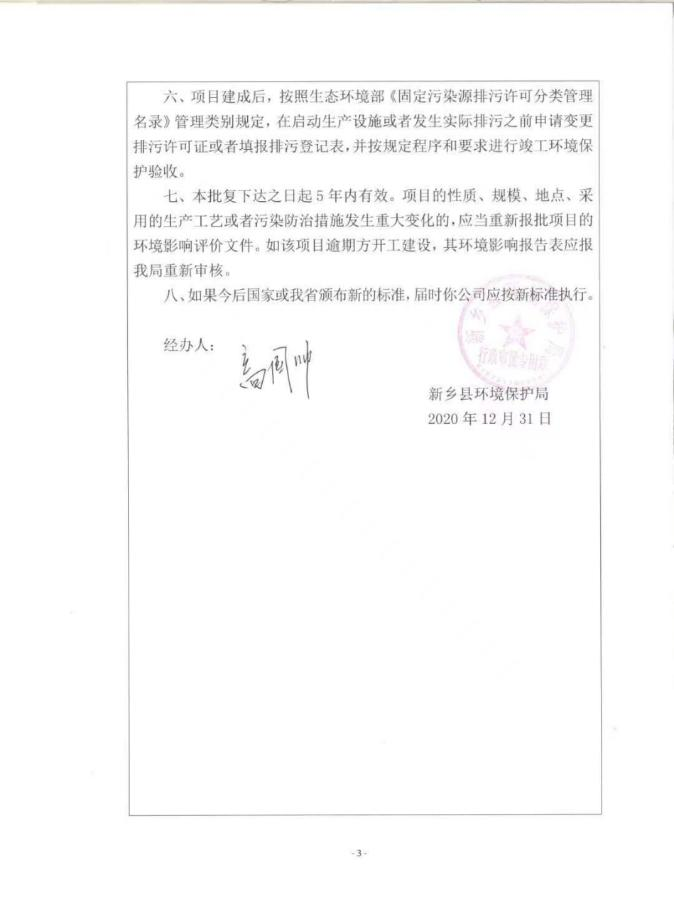 六、项目建成后，按照生态环境部《固定污染源排污许可分类管理
名录》管理类别规定，在启动生产设施或者发生实际排污之前申请变更
排污许可证或者填报排污登记表，并按规定程序和要求进行竣工环境保
护验收。
七、本批复下达之日起 5 年内有效。项目的性质、规模、地点、采
用的生产工艺或者污染防治措施发生重大变化的，应当重新报批项目的
环境影响评价文件。如该项目逾期方开工建设，其环境影响报告表应报
我局重新审核。
八、如果今后国家或我省颁布新的标准，届时你公司应按新标准执行。
经办人：
高国帅
新乡县环境保护局
2020 年 12 月 31 日
- 3 -